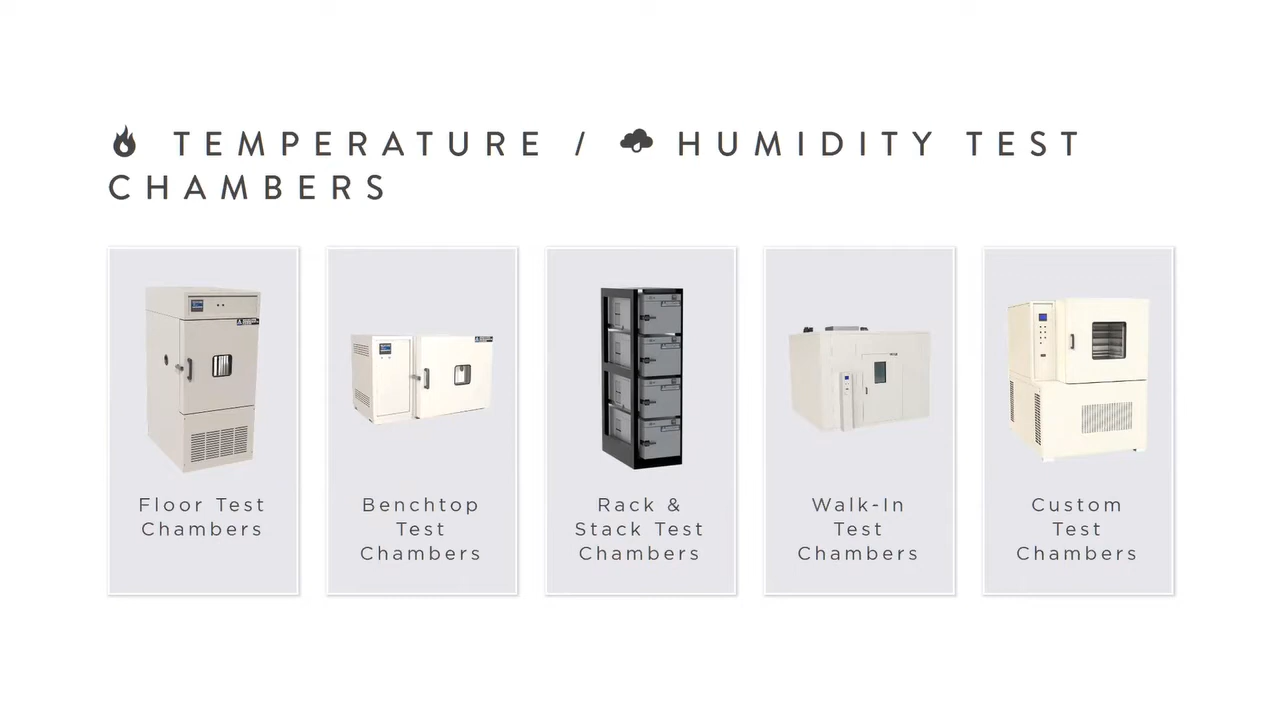 TEMPERATURE / HUMIDITY TEST
CHAMBERS
Floor Test
Chambers
Benchtop
Test
Chambers
Rack &
Stack Test
Chambers
Walk-In
Test
Chambers
Custom
Test
Chambers